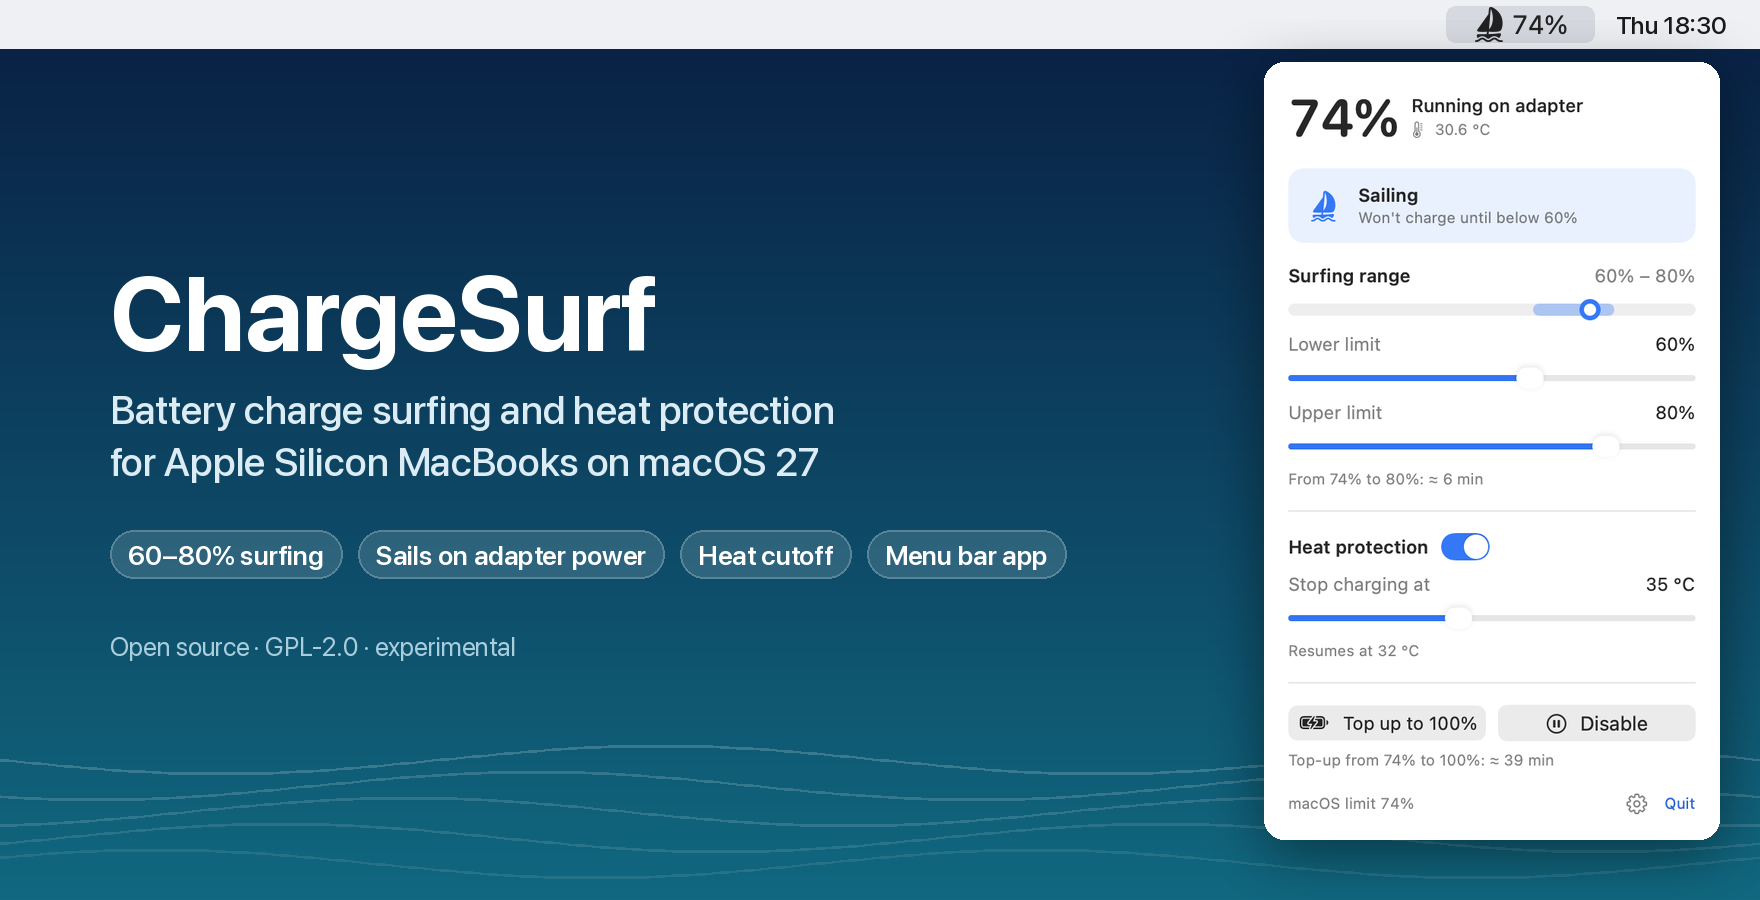 74% Thu 18:30
ChargeSurf
Battery charge surfing and heat protection
for Apple Silicon MacBooks on macOS 27
60–80% surfing
Sails on adapter power
Heat cutoff
Menu bar app
Open source · GPL-2.0 · experimental
74%
Running on adapter
30.6 °C
Sailing
Won't charge until below 60%
Surfing range 60% – 80%
Lower limit 60%
Upper limit 80%
From 74% to 80%: ≈ 6 min
Heat protection
Stop charging at 35 °C
Resumes at 32 °C
Top up to 100% Disable
Top-up from 74% to 100%: ≈ 39 min
macOS limit 74% Quit